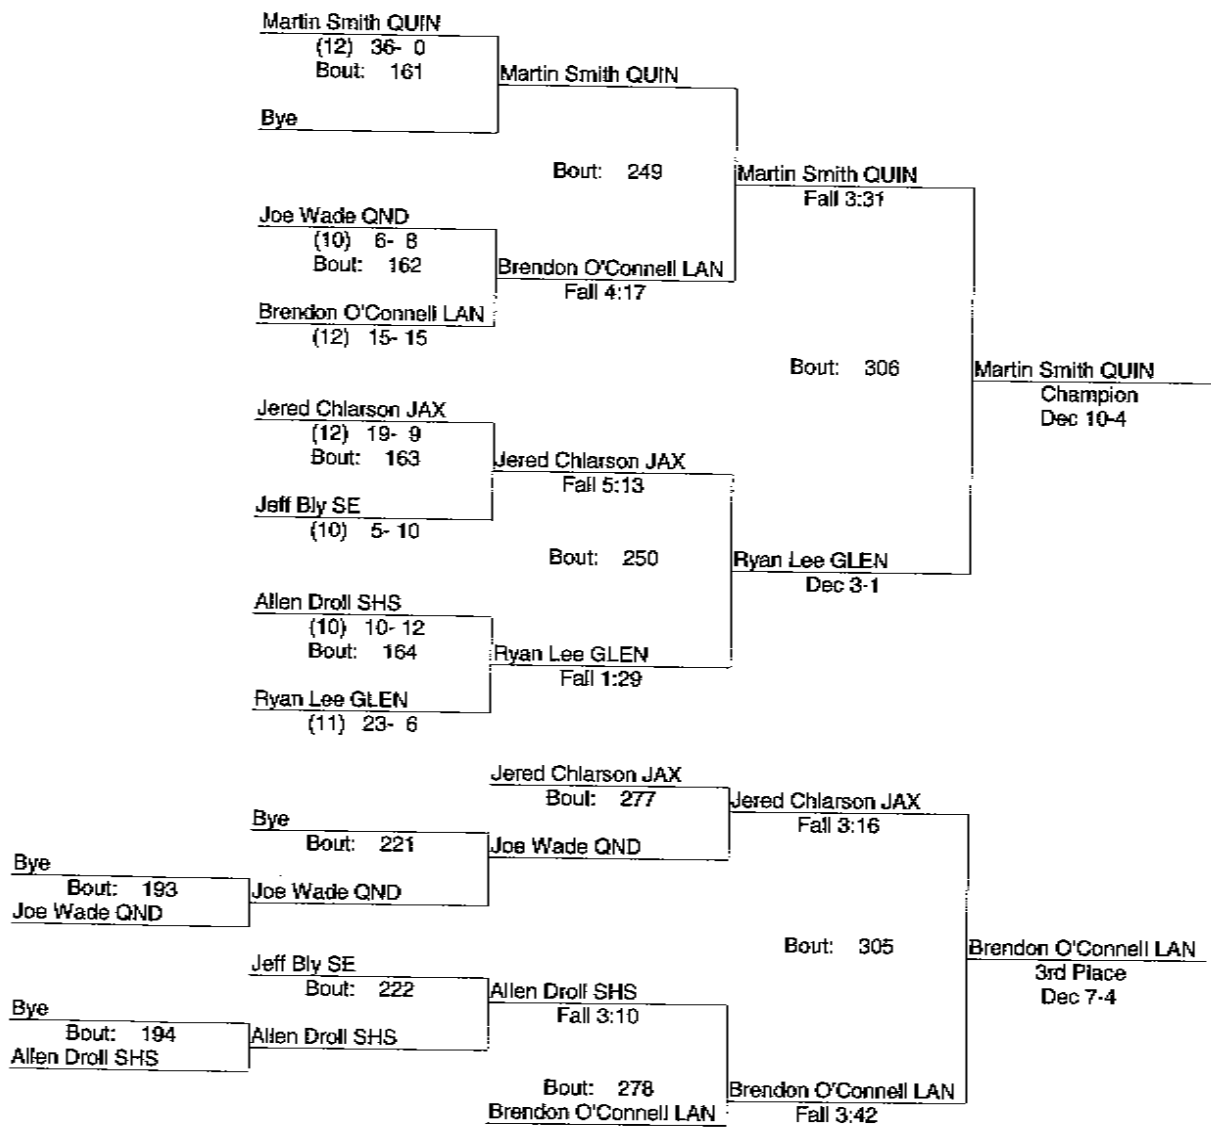 Martin Smith QUIN
(12) 36- 0
Bout: 161
Martin Smith QUIN
Bye
Bout: 249
Martin Smith QUIN
Fall 3:31
Joe Wade QND
(10) 6- 8
Bout: 162
Brendon O'Connell LAN
Fall 4:17
Brendon O'Connell LAN
(12) 15- 15
Bout: 306
Martin Smith QUIN
Champion
Dec 10-4
Jered Chlarson JAX
(12) 19- 9
Bout: 163
Jered Chlarson JAX
Fall 5:13
Jeff Bly SE
(10) 5- 10
Bout: 250
Ryan Lee GLEN
Dec 3-1
Allen Droll SHS
(10) 10- 12
Bout: 164
Ryan Lee GLEN
Fall 1:29
Ryan Lee GLEN
(11) 23- 6
Jered Chlarson JAX
Bout: 277
Jered Chlarson JAX
Fall 3:16
Bye
Bout: 221
Joe Wade QND
Bye
Bout: 193
Joe Wade QND
Joe Wade QND
Bout: 305
Brendon O'Connell LAN
3rd Place
Dec 7-4
Jeff Bly SE
Bout: 222
Allen Droll SHS
Fall 3:10
Bye
Bout: 194
Allen Droll SHS
Allen Droll SHS
Bout: 278
Brendon O'Connell LAN
Brendon O'Connell LAN
Fall 3:42